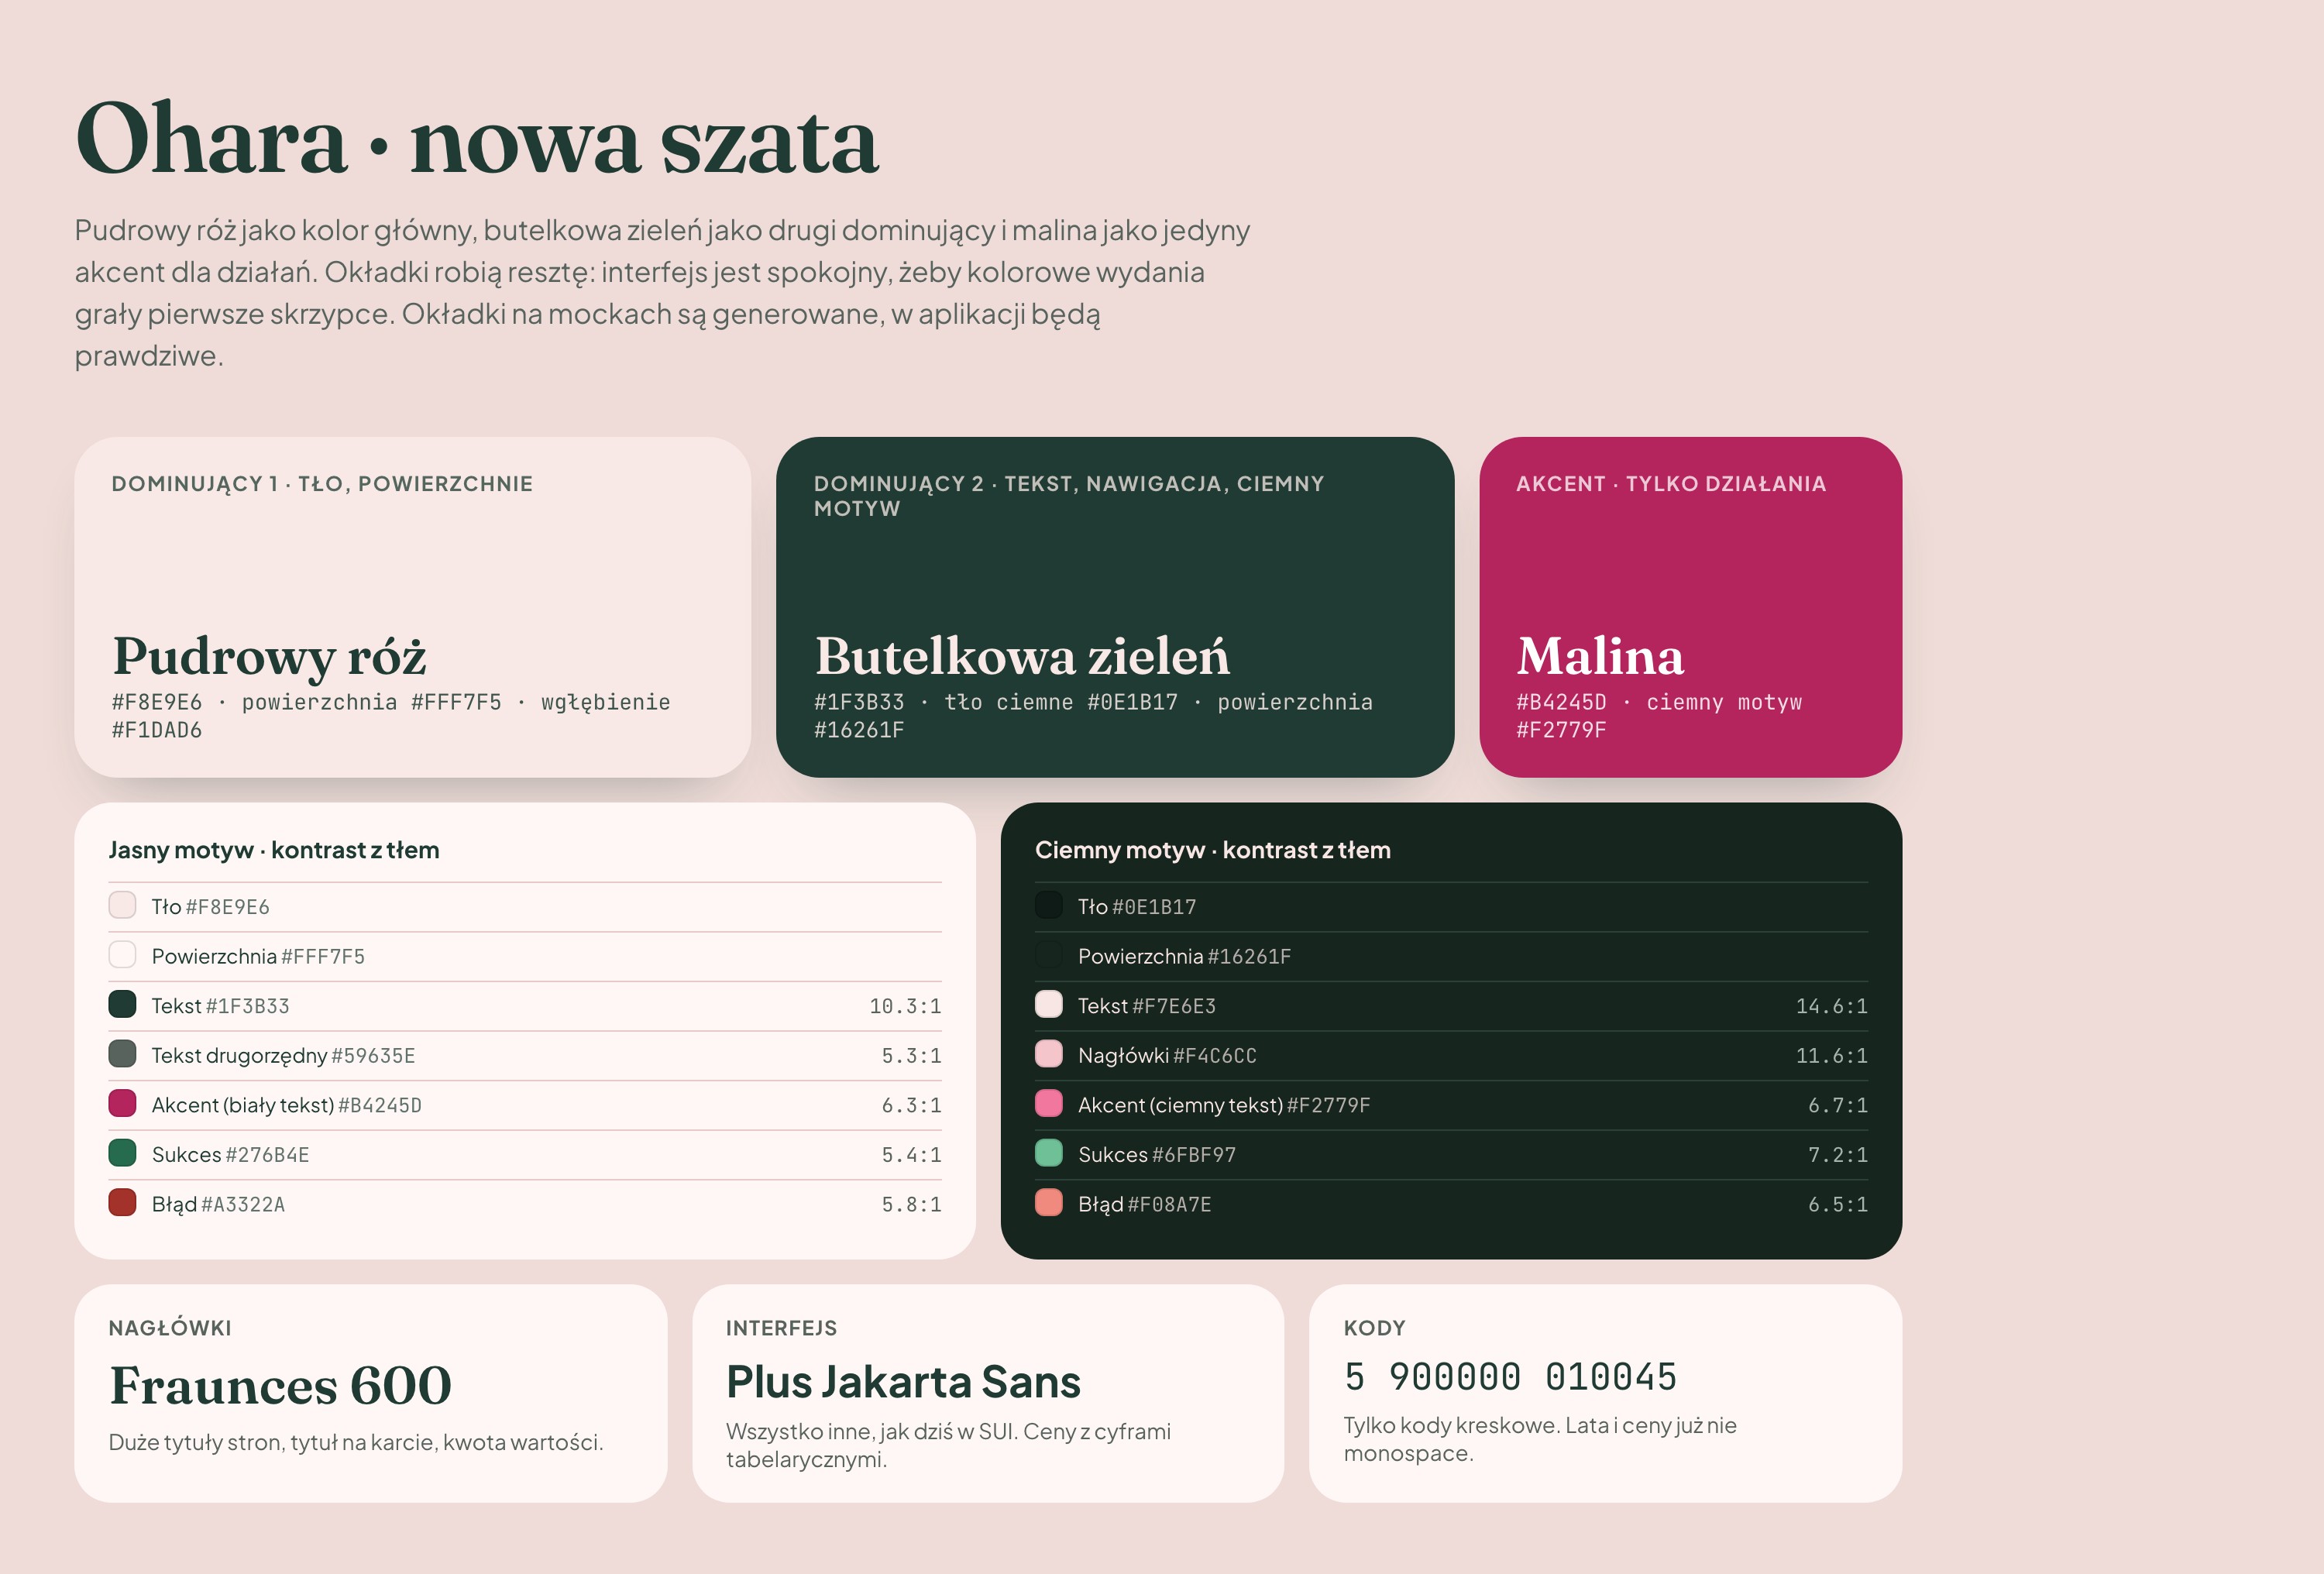 Ohara · nowa szata
Pudrowy róż jako kolor główny, butelkowa zieleń jako drugi dominujący i malina jako jedyny
akcent dla działań. Okładki robią resztę: interfejs jest spokojny, żeby kolorowe wydania
grały pierwsze skrzypce. Okładki na mockach są generowane, w aplikacji będą
prawdziwe.
DOMINUJĄCY 1 · TŁO, POWIERZCHNIE
Pudrowy róż
#F8E9E6 · powierzchnia #FFF7F5 · wgłębienie
#F1DAD6
DOMINUJĄCY 2 · TEKST, NAWIGACJA, CIEMNY
MOTYW
Butelkowa zieleń
#1F3B33 · tło ciemne #0E1B17 · powierzchnia
#16261F
AKCENT · TYLKO DZIAŁANIA
Malina
#B4245D · ciemny motyw
#F2779F
Jasny motyw · kontrast z tłem
Tło #F8E9E6
Powierzchnia #FFF7F5
Tekst #1F3B33 10.3:1
Tekst drugorzędny #59635E 5.3:1
Akcent (biały tekst) #B4245D 6.3:1
Sukces #276B4E 5.4:1
Błąd #A3322A 5.8:1
Ciemny motyw · kontrast z tłem
Tło #0E1B17
Powierzchnia #16261F
Tekst #F7E6E3 14.6:1
Nagłówki #F4C6CC 11.6:1
Akcent (ciemny tekst) #F2779F 6.7:1
Sukces #6FBF97 7.2:1
Błąd #F08A7E 6.5:1
NAGŁÓWKI
Fraunces 600
Duże tytuły stron, tytuł na karcie, kwota wartości.
INTERFEJS
Plus Jakarta Sans
Wszystko inne, jak dziś w SUI. Ceny z cyframi
tabelarycznymi.
KODY
5 900000 010045
Tylko kody kreskowe. Lata i ceny już nie
monospace.